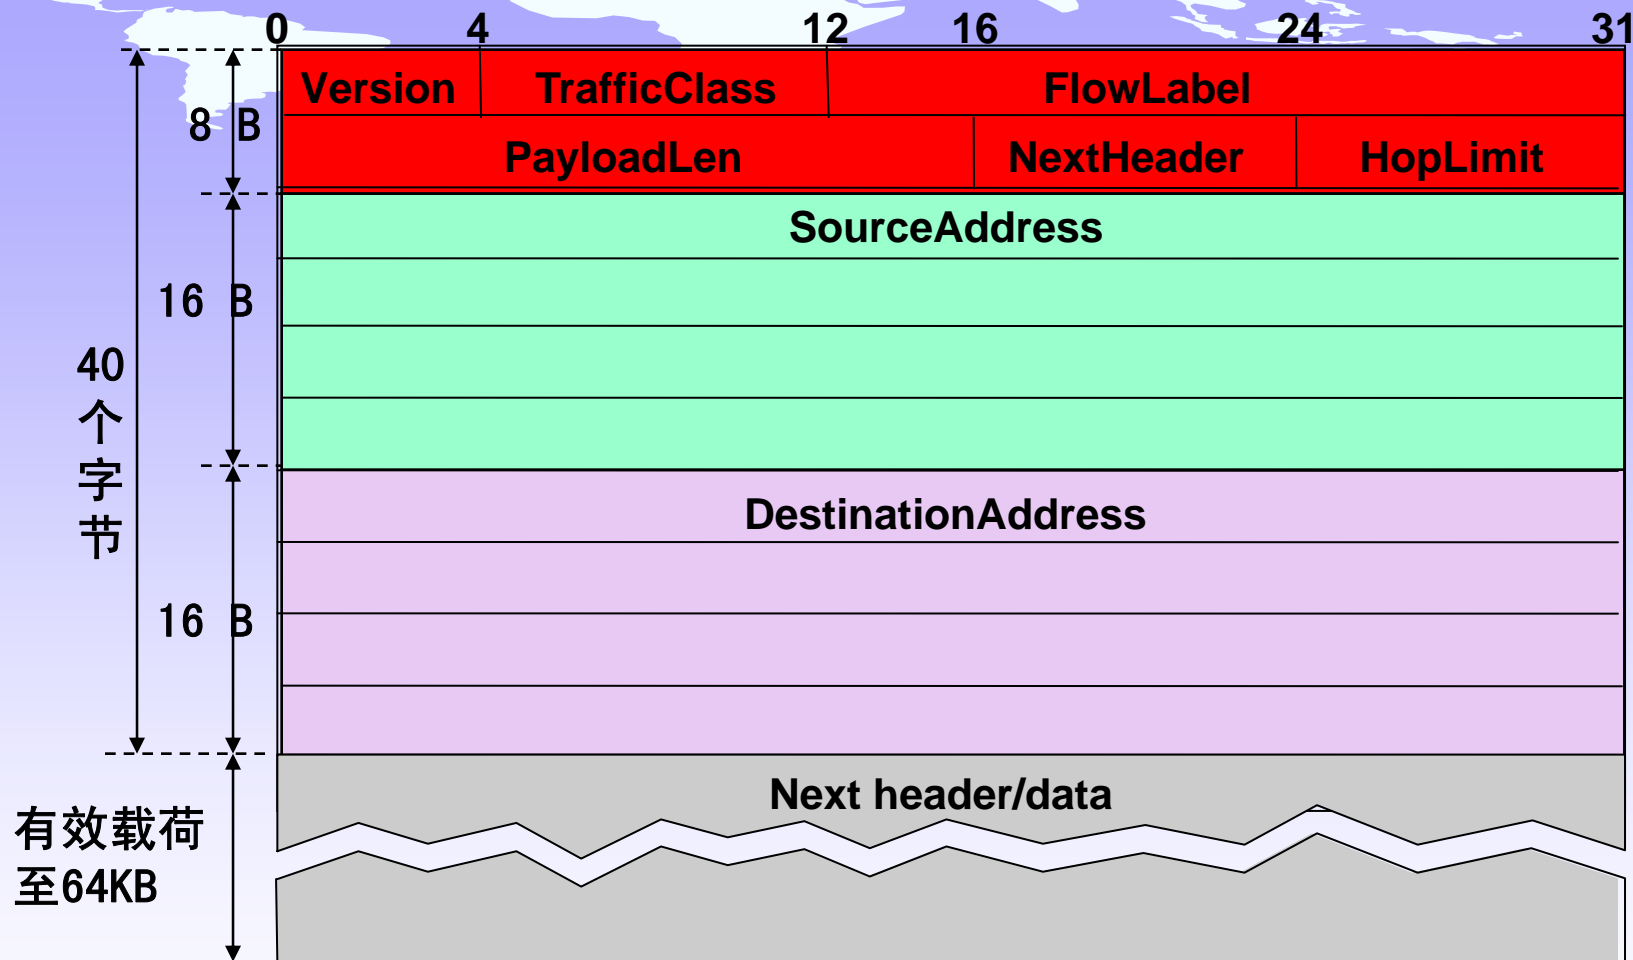 0 4 12 16 24 31
Version TrafficClass FlowLabel
8 B
PayloadLen NextHeader HopLimit
SourceAddress
16 B
40
个
字
节
DestinationAddress
16 B
Next header/data
有效载荷
至64KB